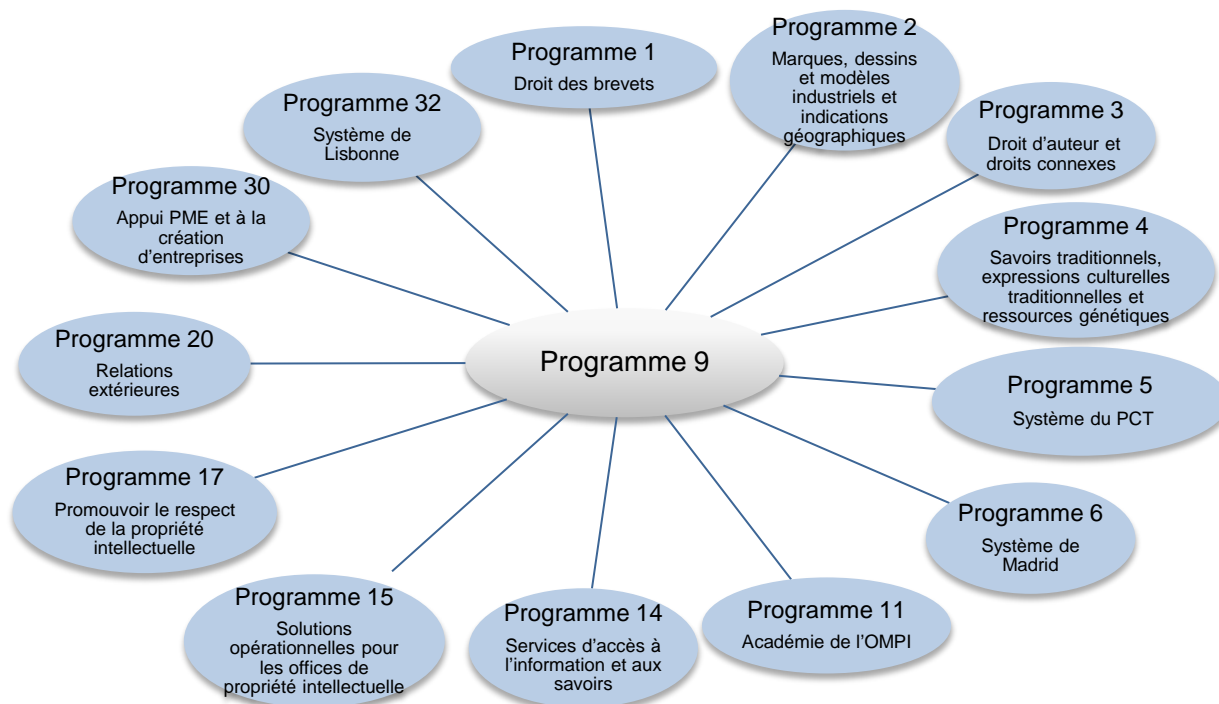 Programme 1
Droit des brevets
Programme 2
Marques, dessins
et modèles
industriels et
indications
géographiques
Programme 3
Droit d'auteur et
droits connexes
Programme 4
Savoirs traditionnels,
expressions culturelles
traditionnelles et
ressources génétiques
Programme 5
Système du PCT
Programme 6
Système de
Madrid
Programme 11
Académie de l'OMPI
Programme 14
Services d'accès à
l'information et aux
savoirs
Programme 15
Solutions
opérationnelles pour
les offices de
propriété intellectuelle
Programme 17
Promouvoir le respect
de la propriété
intellectuelle
Programme 20
Relations
extérieures
Programme 30
Appui PME et à la
création
d'entreprises
Programme 32
Système de
Lisbonne
Programme 9